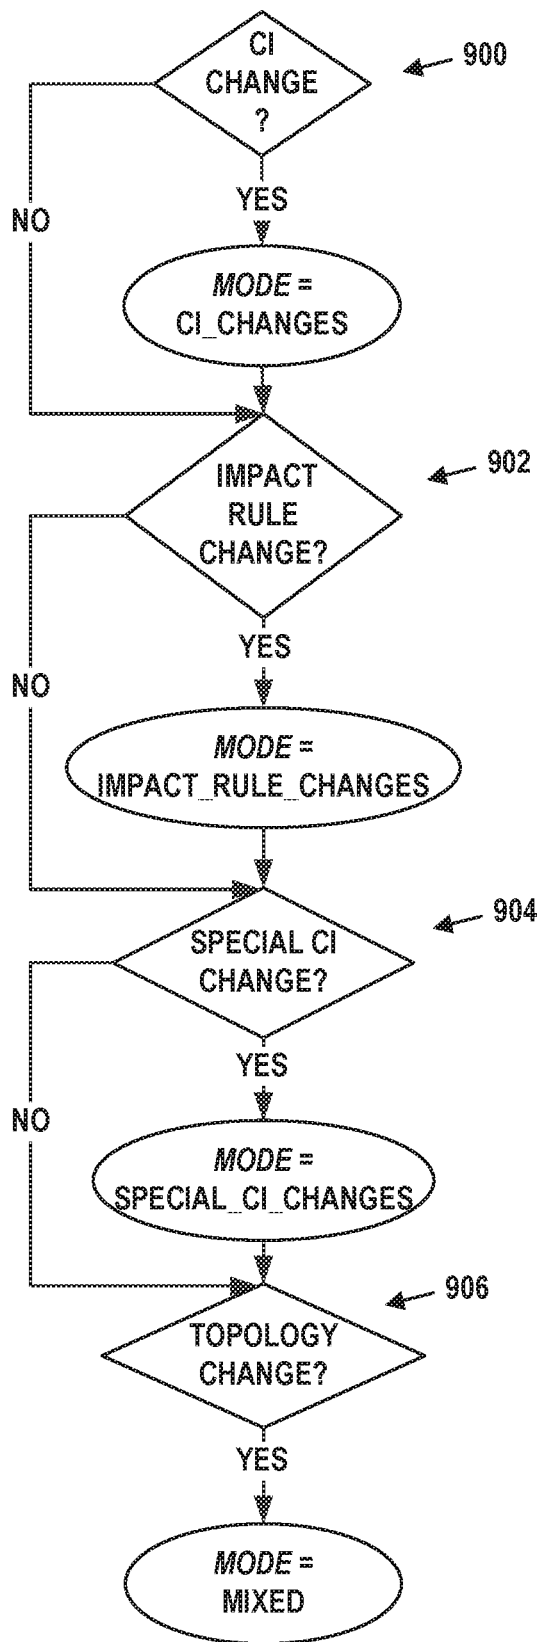 CI
CHANGE
?
900
YES
NO
MODE =
CI_CHANGES
IMPACT
RULE
CHANGE?
902
YES
NO
MODE =
IMPACT_RULE_CHANGES
SPECIAL CI
CHANGE?
904
YES
NO
MODE =
SPECIAL_CI_CHANGES
906
TOPOLOGY
CHANGE?
YES
MODE =
MIXED